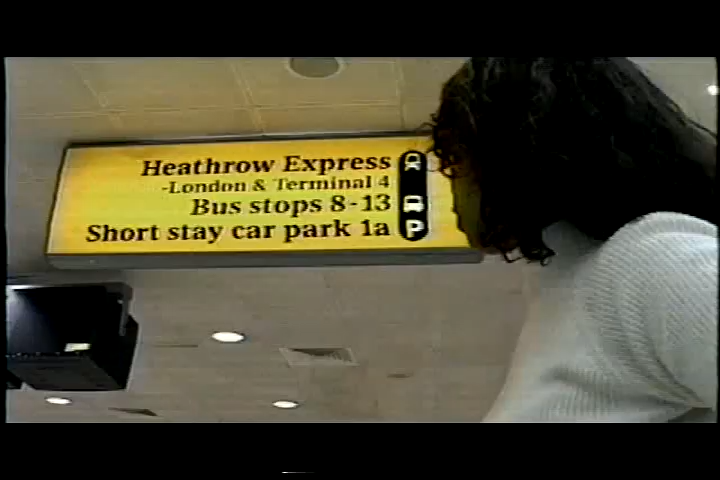 Heathrow Express
-London & Terminal 4
Bus stops 8-13
Short stay car park 1a
P